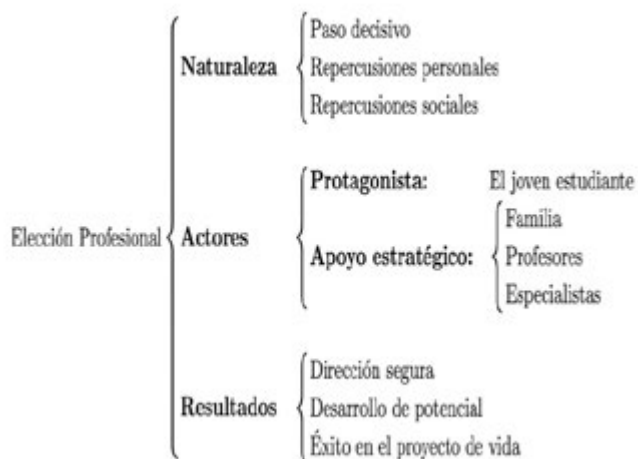 Elección Profesional
Naturaleza
Paso decisivo
Repercusiones personales
Repercusiones sociales
Actores
Protagonista: El joven estudiante
Apoyo estratégico:
Familia
Profesores
Especialistas
Resultados
Dirección segura
Desarrollo de potencial
Éxito en el proyecto de vida